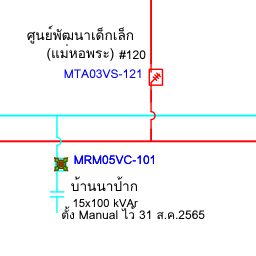 ศูนย์พัฒนาเด็กเล็ก
(แม่หอพระ) #120
MTA03VS-121
MRM05VC-101
บ้านนาป้าก
15x100 kVAr
ตั้ง Manual ไว้ 31 ส.ค.2565